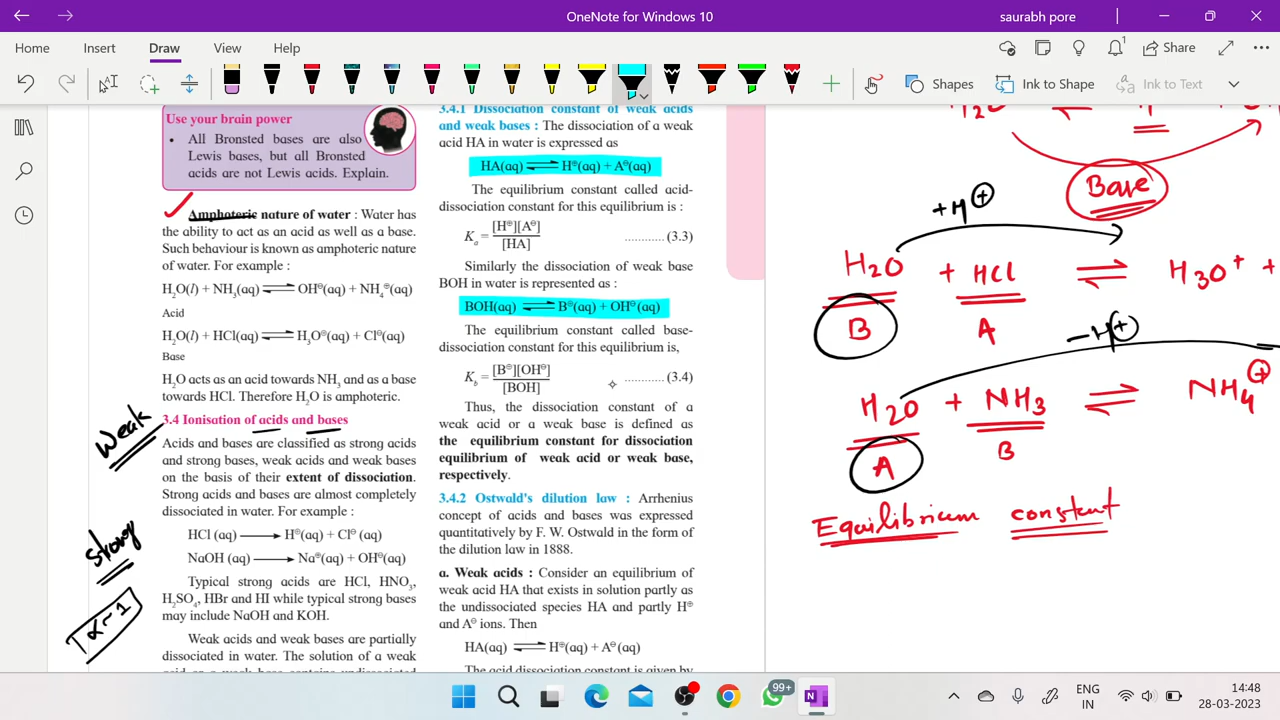 OneNote for Windows 10
saurabh pore
Home Insert Draw View Help
Share
Shapes
Ink to Shape
Ink to Text
Use your brain power
• All Bronsted bases are also
Lewis bases, but all Bronsted
acids are not Lewis acids. Explain.
Amphoteric nature of water : Water has
the ability to act as an acid as well as a base.
Such behaviour is known as amphoteric nature
of water. For example :
H₂O(l) + NH₃(aq) ⇌ OH⊖(aq) + NH₄⊕(aq)
Acid
H₂O(l) + HCl(aq) ⇌ H₃O⊕(aq) + Cl⊖(aq)
Base
H₂O acts as an acid towards NH₃ and as a base
towards HCl. Therefore H₂O is amphoteric.
Weak
3.4 Ionisation of acids and bases
Acids and bases are classified as strong acids
and strong bases, weak acids and weak bases
on the basis of their extent of dissociation.
Strong acids and bases are almost completely
dissociated in water. For example :
strong
HCl (aq) ⟶ H⊕(aq) + Cl⊖(aq)
NaOH (aq) ⟶ Na⊕(aq) + OH⊖(aq)
α~1
Typical strong acids are HCl, HNO₃,
H₂SO₄, HBr and HI while typical strong bases
may include NaOH and KOH.
Weak acids and weak bases are partially
dissociated in water. The solution of a weak
3.4.1 Dissociation constant of weak acids
and weak bases : The dissociation of a weak
acid HA in water is expressed as
HA(aq) ⇌ H⊕(aq) + A⊖(aq)
The equilibrium constant called acid-
dissociation constant for this equilibrium is :
Kₐ = [H⊕][A⊖] / [HA] ........... (3.3)
Similarly the dissociation of weak base
BOH in water is represented as :
BOH(aq) ⇌ B⊕(aq) + OH⊖(aq)
The equilibrium constant called base-
dissociation constant for this equilibrium is,
K_b = [B⊕][OH⊖] / [BOH] ........... (3.4)
Thus, the dissociation constant of a
weak acid or a weak base is defined as
the equilibrium constant for dissociation
equilibrium of weak acid or weak base,
respectively.
3.4.2 Ostwald's dilution law : Arrhenius
concept of acids and bases was expressed
quantitatively by F. W. Ostwald in the form of
the dilution law in 1888.
a. Weak acids : Consider an equilibrium of
weak acid HA that exists in solution partly as
the undissociated species HA and partly H⊕
and A⊖ ions. Then
HA(aq) ⇌ H⊕(aq) + A⊖(aq)
The acid dissociation constant is given by
Base
+H⊕
H₂O + HCl ⇌ H₃O⁺ +
B A
-H⊕
H₂O + NH₃ ⇌ NH₄⊕
A B
Equilibrium constant
99+
ENG
IN
14:48
28-03-2023